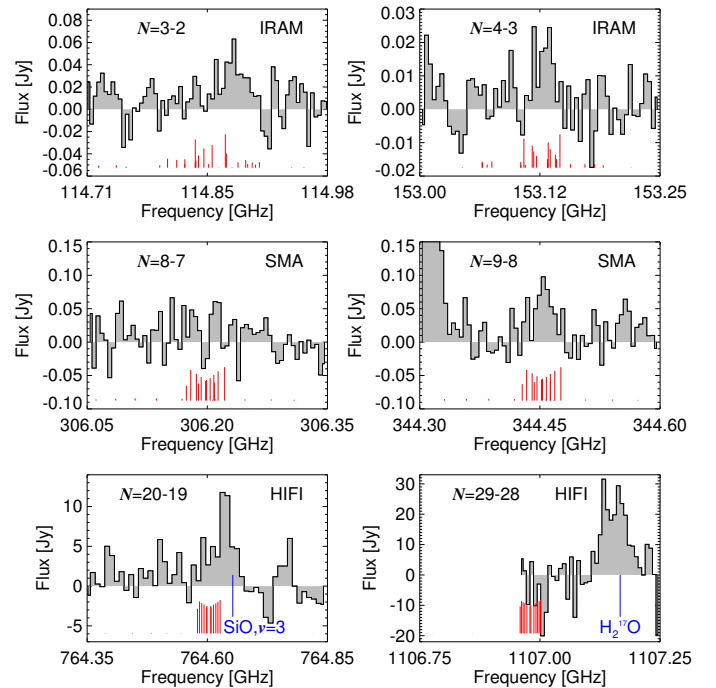 N=3-2 IRAM
0.08
0.06
0.04
0.02
0.00
-0.02
-0.04
-0.06
Flux [Jy]
114.71 114.85 114.98
Frequency [GHz]
N=4-3 IRAM
0.03
0.02
0.01
0.00
-0.01
-0.02
Flux [Jy]
153.00 153.12 153.25
Frequency [GHz]
N=8-7 SMA
0.15
0.10
0.05
0.00
-0.05
-0.10
Flux [Jy]
306.05 306.20 306.35
Frequency [GHz]
N=9-8 SMA
0.15
0.10
0.05
0.00
-0.05
-0.10
Flux [Jy]
344.30 344.45 344.60
Frequency [GHz]
N=20-19 HIFI
10
5
0
-5
Flux [Jy]
SiO,v=3
764.35 764.60 764.85
Frequency [GHz]
N=29-28 HIFI
30
20
10
0
-10
-20
Flux [Jy]
H₂¹⁷O
1106.75 1107.00 1107.25
Frequency [GHz]